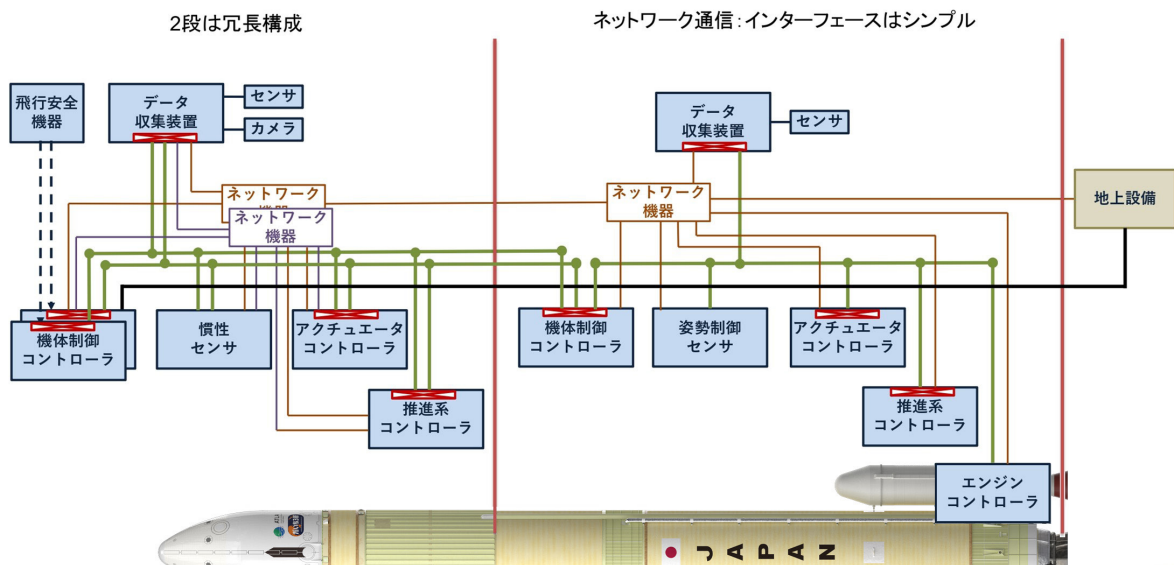 2段は冗長構成
ネットワーク通信：インターフェースはシンプル
飛行安全
機器
データ
収集装置
センサ
カメラ
ネットワーク
ネットワーク
機器
機体制御
コントローラ
慣性
センサ
アクチュエータ
コントローラ
推進系
コントローラ
データ
収集装置
センサ
ネットワーク
機器
機体制御
コントローラ
姿勢制御
センサ
アクチュエータ
コントローラ
推進系
コントローラ
エンジン
コントローラ
地上設備
JAPAN